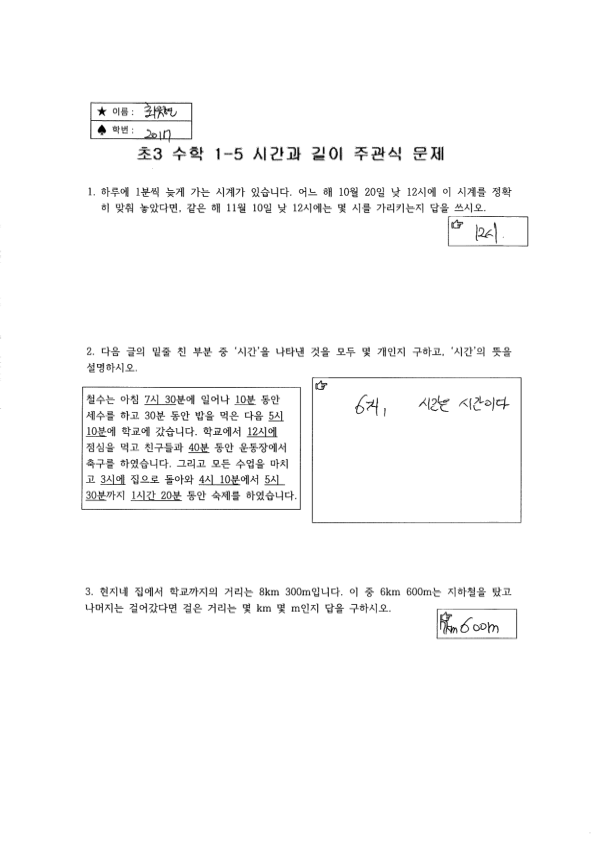 ★ 이름 :
♠ 학번 : 2017
초3 수학 1-5 시간과 길이 주관식 문제
1. 하루에 1분씩 늦게 가는 시계가 있습니다. 어느 해 10월 20일 낮 12시에 이 시계를 정확
히 맞춰 놓았다면, 같은 해 11월 10일 낮 12시에는 몇 시를 가리키는지 답을 쓰시오.
☞ 12시.
2. 다음 글의 밑줄 친 부분 중 '시간'을 나타낸 것을 모두 몇 개인지 구하고, '시간'의 뜻을
설명하시오.
철수는 아침 7시 30분에 일어나 10분 동안
세수를 하고 30분 동안 밥을 먹은 다음 5시
10분에 학교에 갔습니다. 학교에서 12시에
점심을 먹고 친구들과 40분 동안 운동장에서
축구를 하였습니다. 그리고 모든 수업을 마치
고 3시에 집으로 돌아와 4시 10분에서 5시
30분까지 1시간 20분 동안 숙제를 하였습니다.
☞
6개, 시간은 시간이다
3. 현지네 집에서 학교까지의 거리는 8km 300m입니다. 이 중 6km 600m는 지하철을 탔고
나머지는 걸어갔다면 걸은 거리는 몇 km 몇 m인지 답을 구하시오.
☞ km 600m